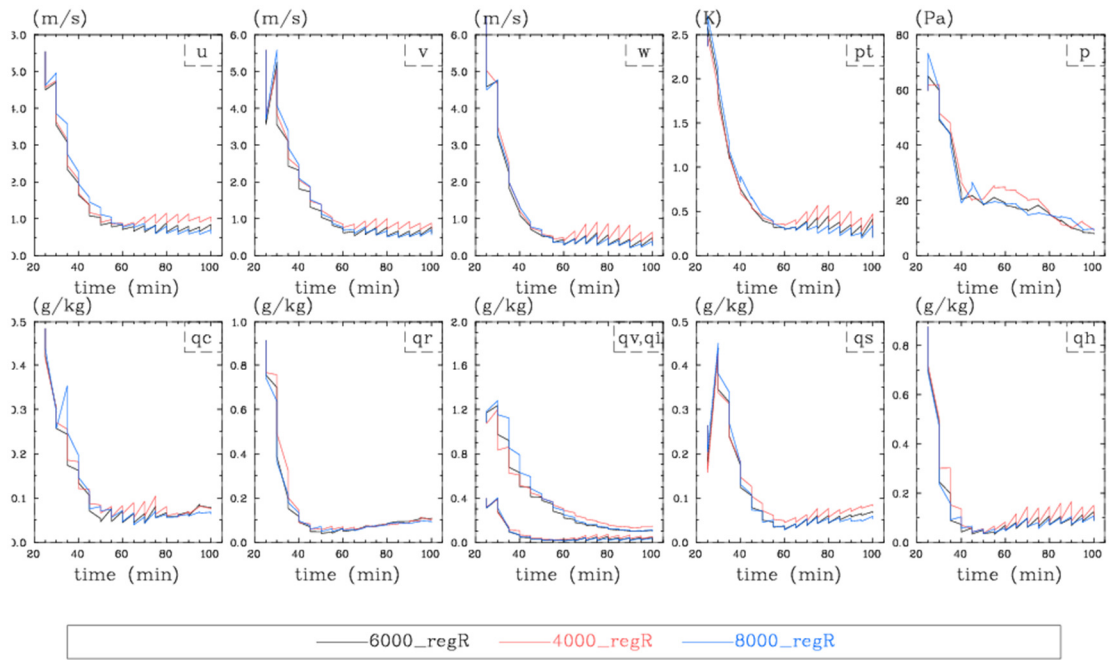 (m/s) (m/s) (m/s) (K) (Pa)
3.0 6.0 6.0 2.5 80
u v w pt p
5.0 5.0 5.0 2.0
60
4.0 4.0 4.0 1.5
3.0 3.0 3.0 40
1.0
2.0 2.0 2.0
20
1.0 1.0 1.0 0.5
0.0 0.0 0.0 0.0 0
20 40 60 80 100 20 40 60 80 100 20 40 60 80 100 20 40 60 80 100 20 40 60 80 100
time (min) time (min) time (min) time (min) time (min)
(g/kg) (g/kg) (g/kg) (g/kg) (g/kg)
0.5 1.0 2.0 0.5
qc qr qv,qi qs qh
0.4 0.8 1.6 0.4 0.8
0.6
0.3 0.6 1.2 0.3
0.4
0.2 0.4 0.8 0.2
0.1 0.2 0.4 0.1 0.2
0.0 0.0 0.0 0.0 0.0
20 40 60 80 100 20 40 60 80 100 20 40 60 80 100 20 40 60 80 100 20 40 60 80 100
time (min) time (min) time (min) time (min) time (min)
6000_regR 4000_regR 8000_regR